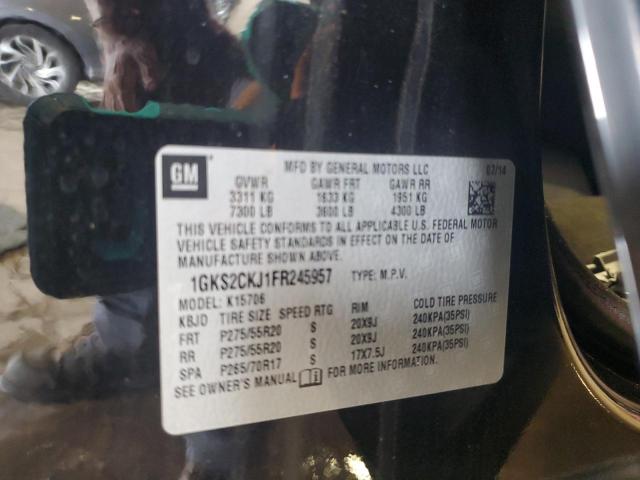 GM
MFD BY GENERAL MOTORS LLC 07/14
GVWR GAWR FRT GAWR RR
3311 KG 1633 KG 1951 KG
7300 LB 3600 LB 4300 LB
THIS VEHICLE CONFORMS TO ALL APPLICABLE U.S. FEDERAL MOTOR
VEHICLE SAFETY STANDARDS IN EFFECT ON THE DATE OF
MANUFACTURE SHOWN ABOVE.
1GKS2CKJ1FR245957 TYPE: M.P.V.
MODEL: K15706
KBJD TIRE SIZE SPEED RTG RIM COLD TIRE PRESSURE
FRT P275/55R20 S 20X9J 240KPA(35PSI)
RR P275/55R20 S 20X9J 240KPA(35PSI)
SPA P265/70R17 S 17X7.5J 240KPA(35PSI)
SEE OWNER'S MANUAL FOR MORE INFORMATION.